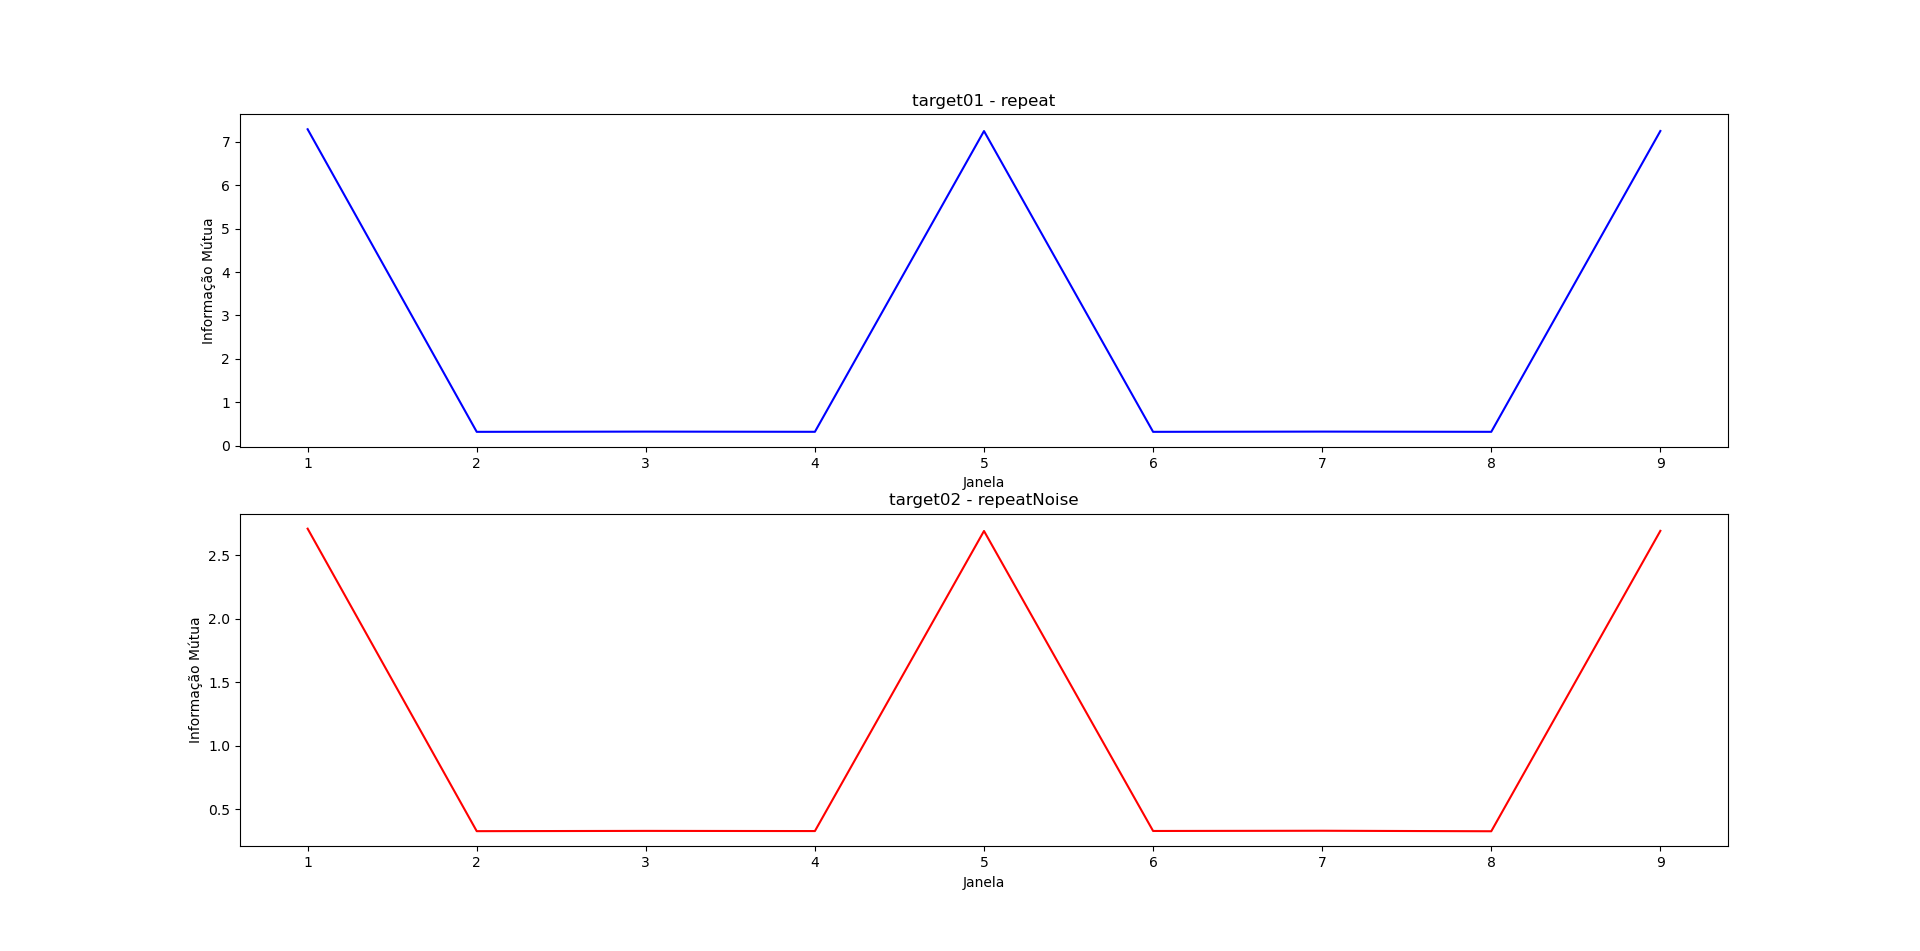 target01 - repeat
Informação Mútua
7
6
5
4
3
2
1
0
1 2 3 4 5 6 7 8 9
Janela
target02 - repeatNoise
Informação Mútua
2.5
2.0
1.5
1.0
0.5
1 2 3 4 5 6 7 8 9
Janela